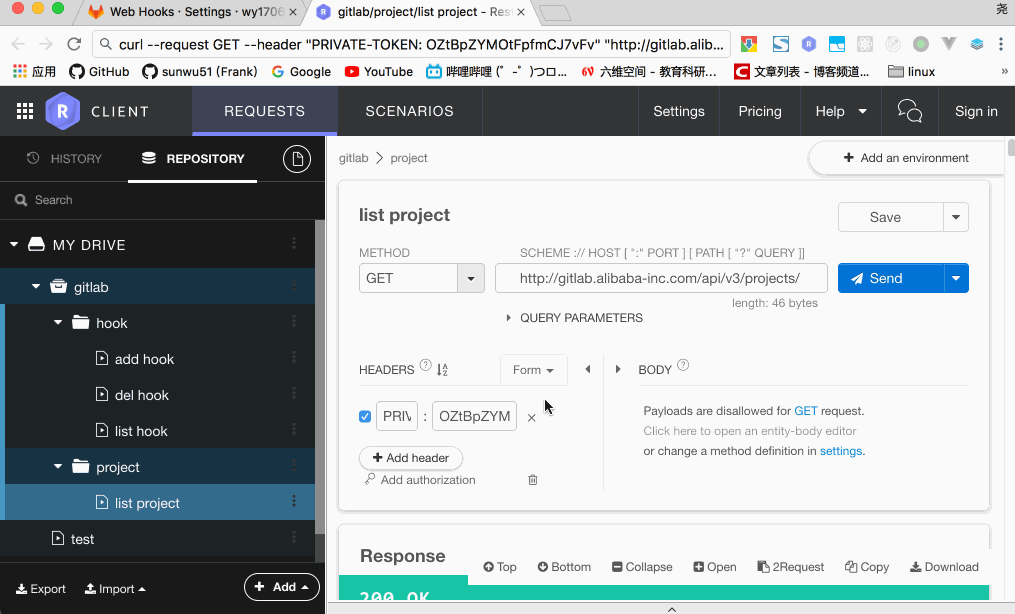 Web Hooks · Settings · wy1706
gitlab/project/list project - Res
尧
curl --request GET --header "PRIVATE-TOKEN: OZtBpZYMOtFpfmCJ7vFv" "http://gitlab.alib...
应用 GitHub sunwu51 (Frank) Google YouTube 哔哩哔哩 (゜-゜)つロ... 六维空间 - 教育科研... 文章列表 - 博客频道... linux »
R CLIENT REQUESTS SCENARIOS Settings Pricing Help Sign in
HISTORY REPOSITORY
Search
MY DRIVE
gitlab
hook
add hook
del hook
list hook
project
list project
test
Export Import Add
gitlab project
Add an environment
list project
Save
METHOD SCHEME :// HOST [ ":" PORT ] [ PATH [ "?" QUERY ]]
GET http://gitlab.alibaba-inc.com/api/v3/projects/ Send
length: 46 bytes
QUERY PARAMETERS
HEADERS ? Form BODY ?
PRIV : OZtBpZYM ×
Add header
Add authorization
Payloads are disallowed for GET request.
Click here to open an entity-body editor
or change a method definition in settings.
Response
Top Bottom Collapse Open 2Request Copy Download
200 OK